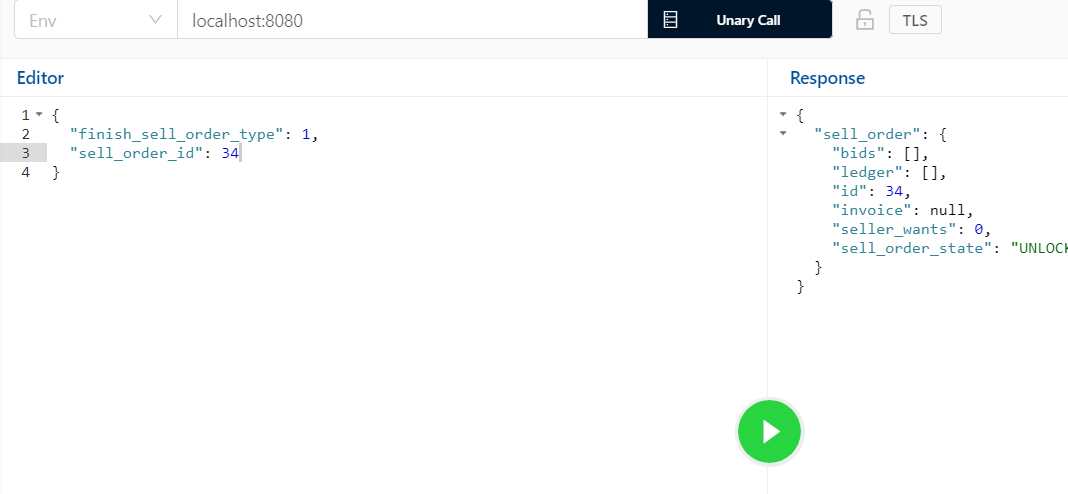 Env
localhost:8080
Unary Call
TLS
Editor
1 {
2 "finish_sell_order_type": 1,
3 "sell_order_id": 34
4 }
Response
{
"sell_order": {
"bids": [],
"ledger": [],
"id": 34,
"invoice": null,
"seller_wants": 0,
"sell_order_state": "UNLOCK
}
}